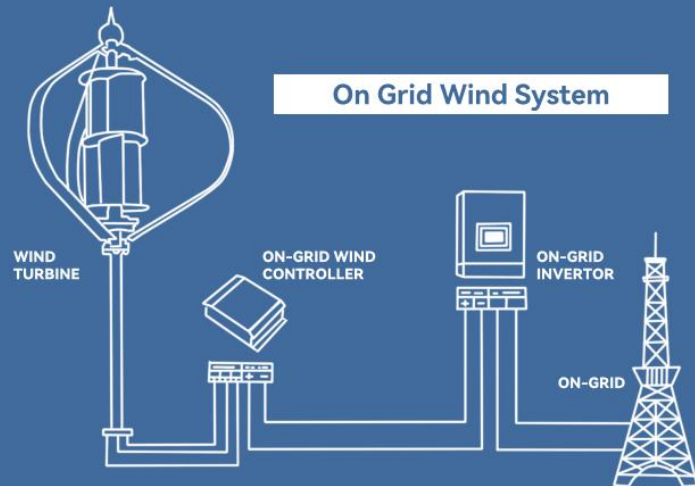 On Grid Wind System
WIND
TURBINE
ON-GRID WIND
CONTROLLER
ON-GRID
INVERTOR
ON-GRID